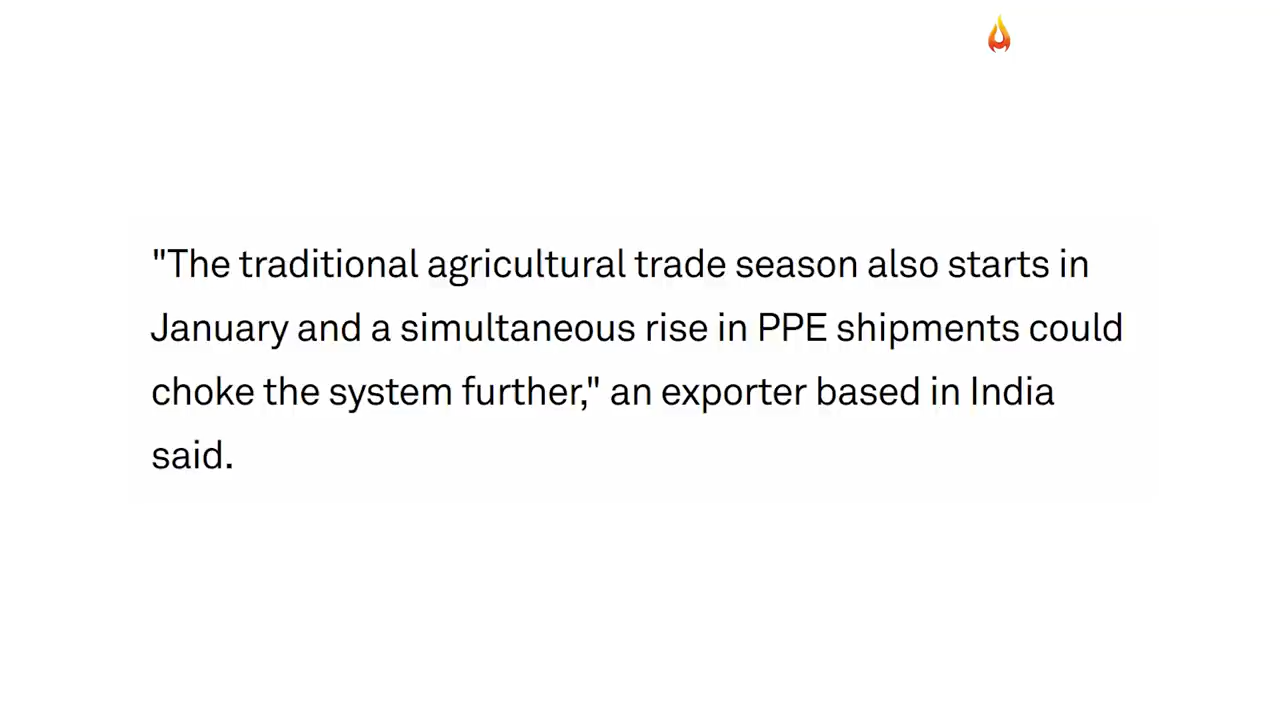 "The traditional agricultural trade season also starts in
January and a simultaneous rise in PPE shipments could
choke the system further," an exporter based in India
said.